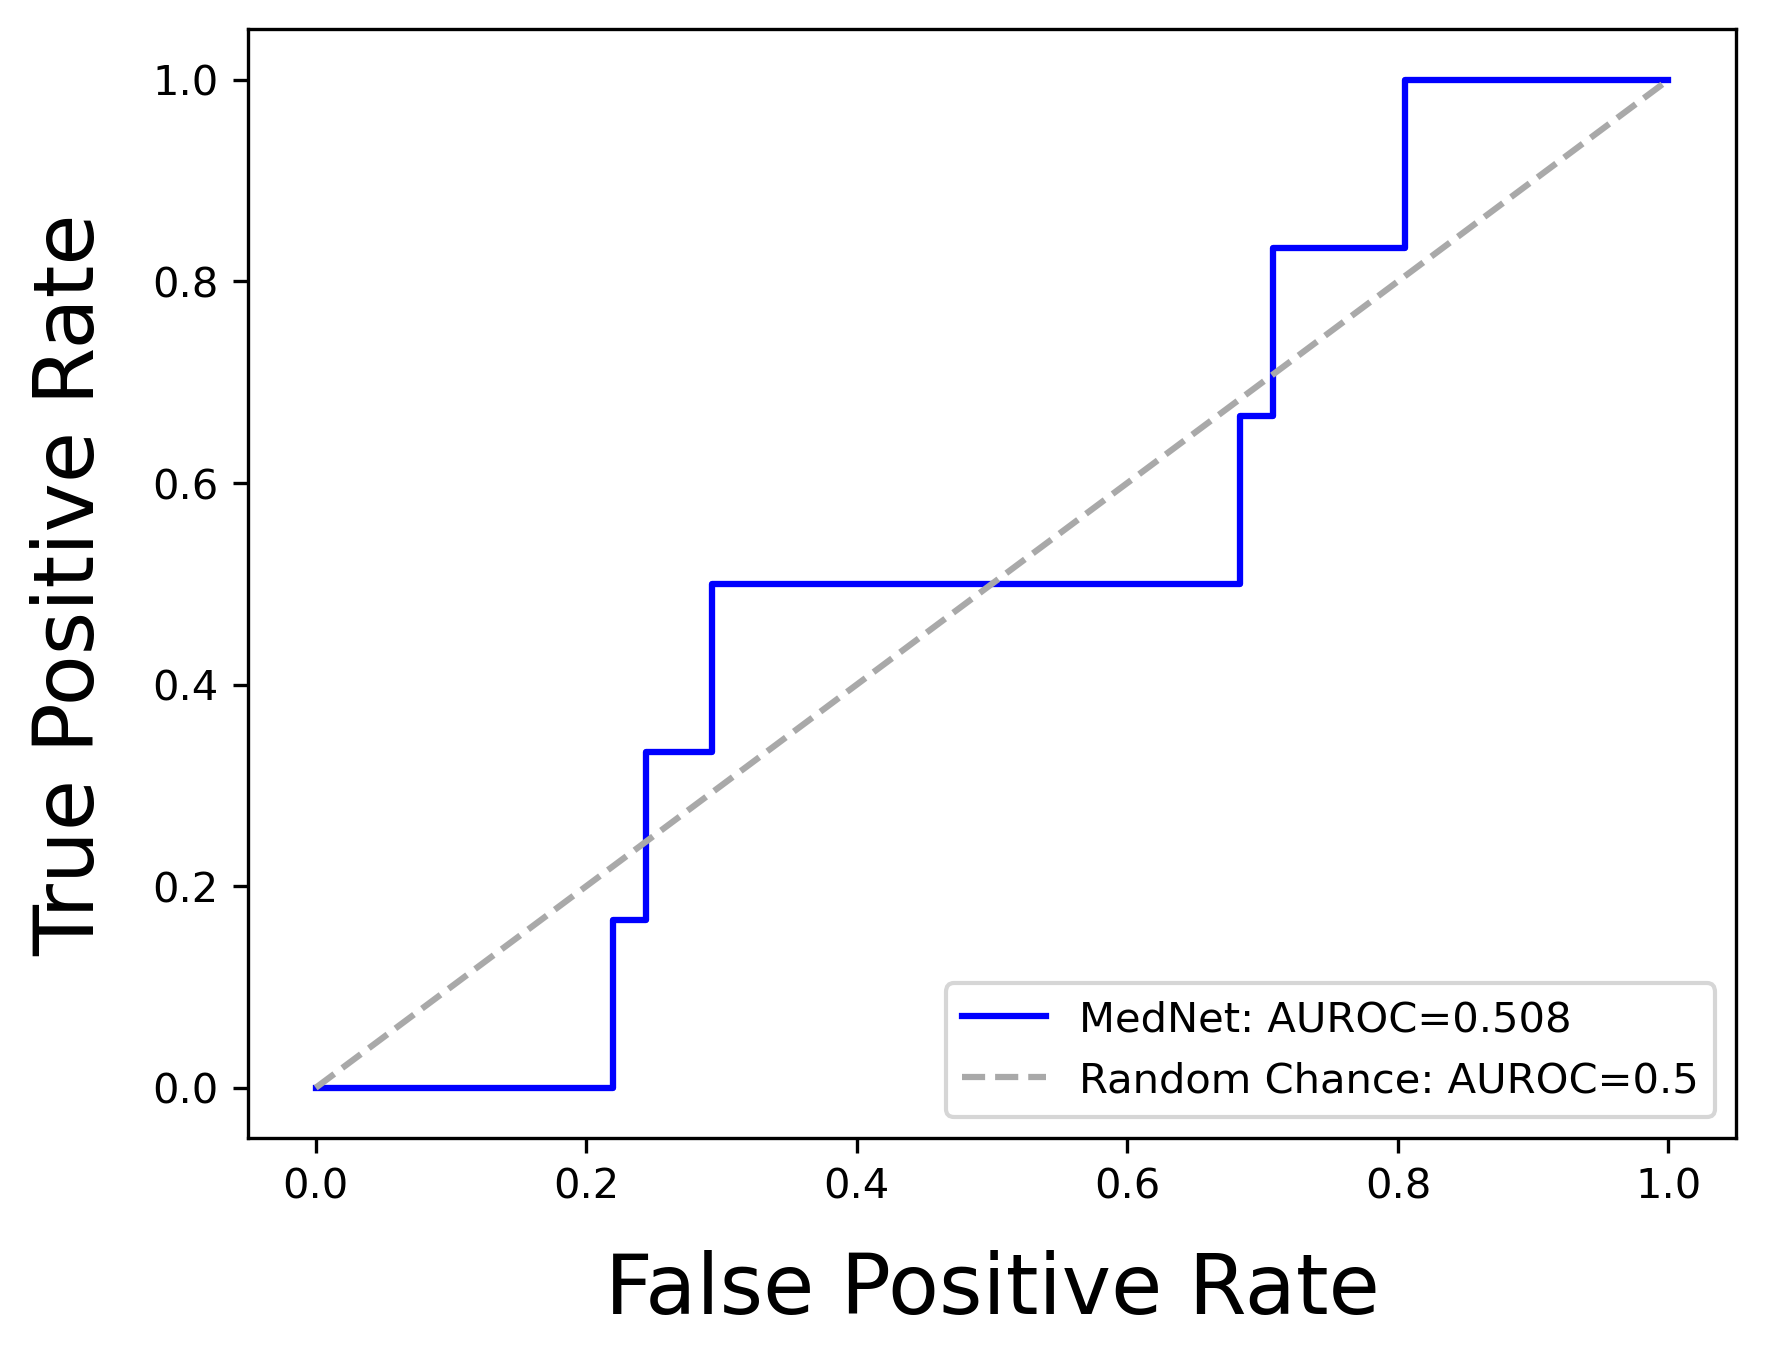 True Positive Rate
1.0
0.8
0.6
0.4
0.2
0.0
MedNet: AUROC=0.508
Random Chance: AUROC=0.5
0.0 0.2 0.4 0.6 0.8 1.0
False Positive Rate